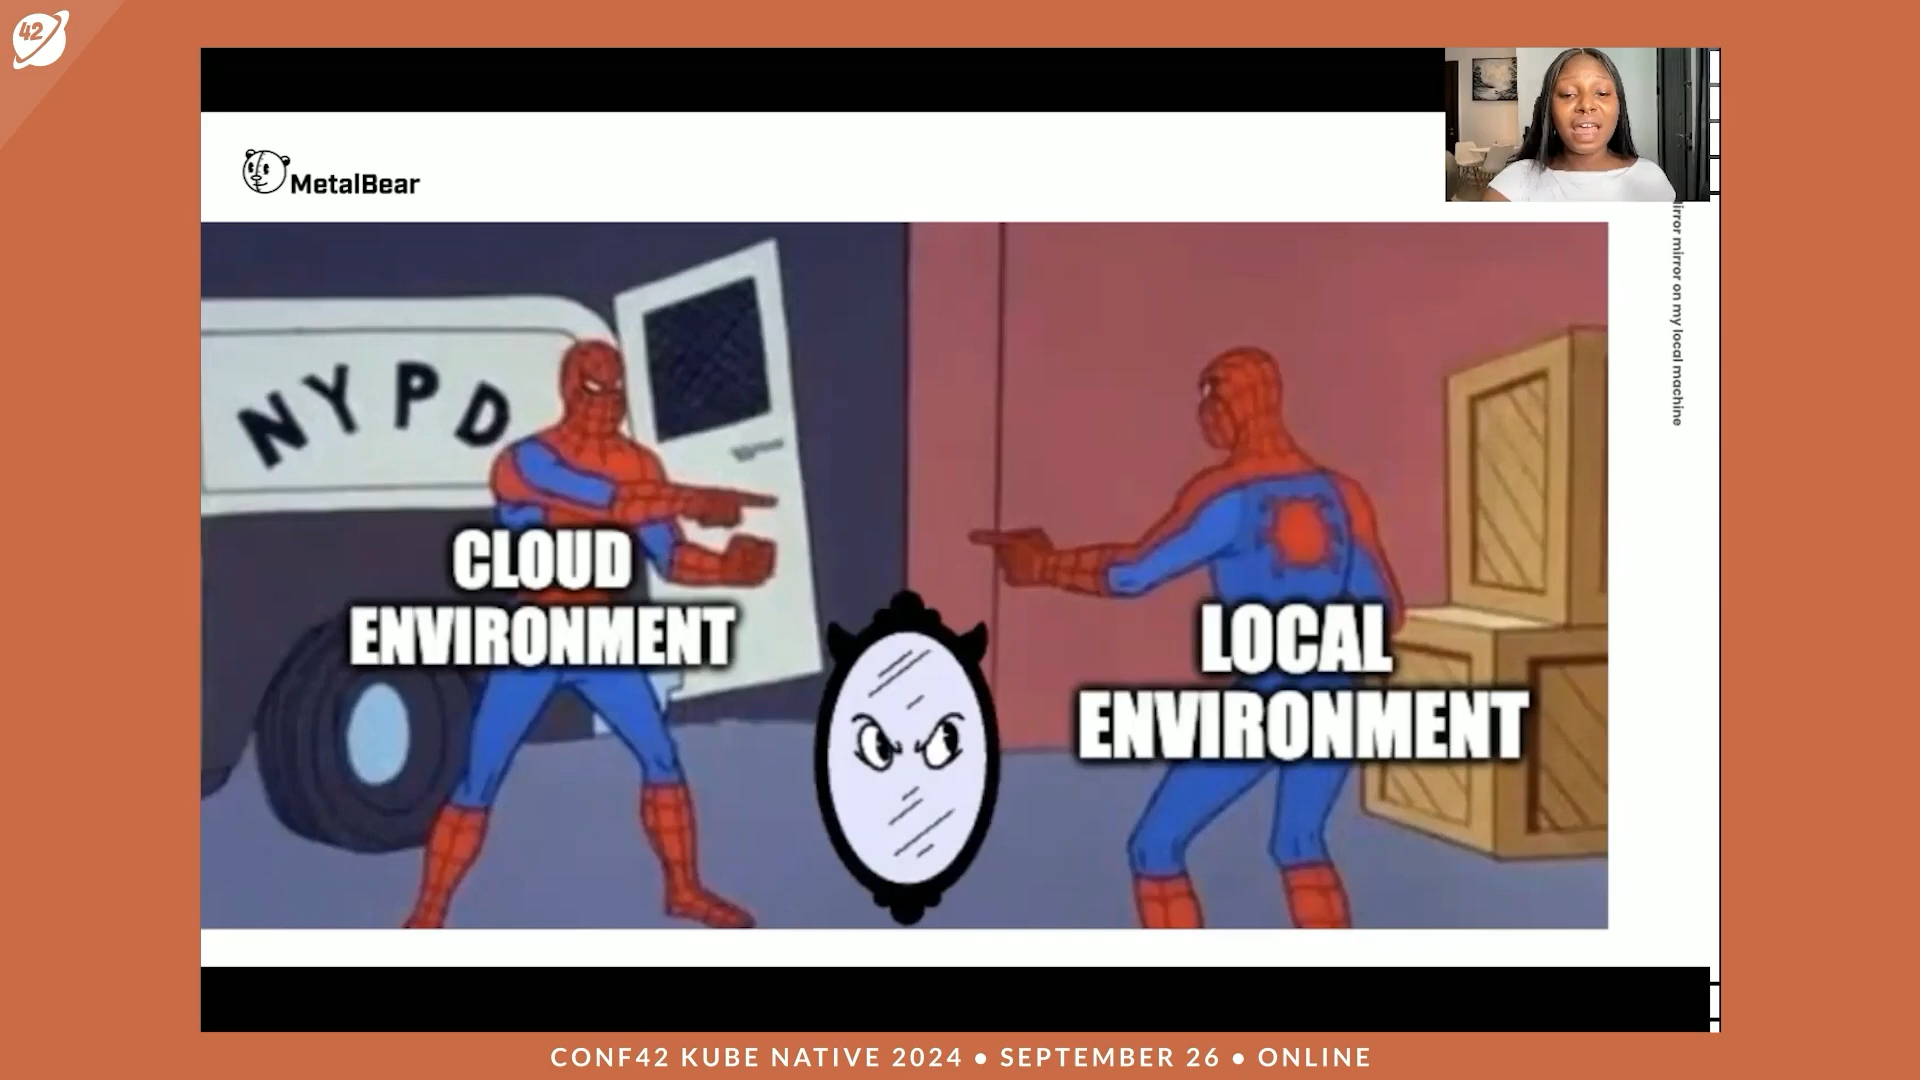 42
MetalBear
irror mirror on my local machine
NYPD
CLOUD
ENVIRONMENT
LOCAL
ENVIRONMENT
CONF42 KUBE NATIVE 2024 ● SEPTEMBER 26 ● ONLINE